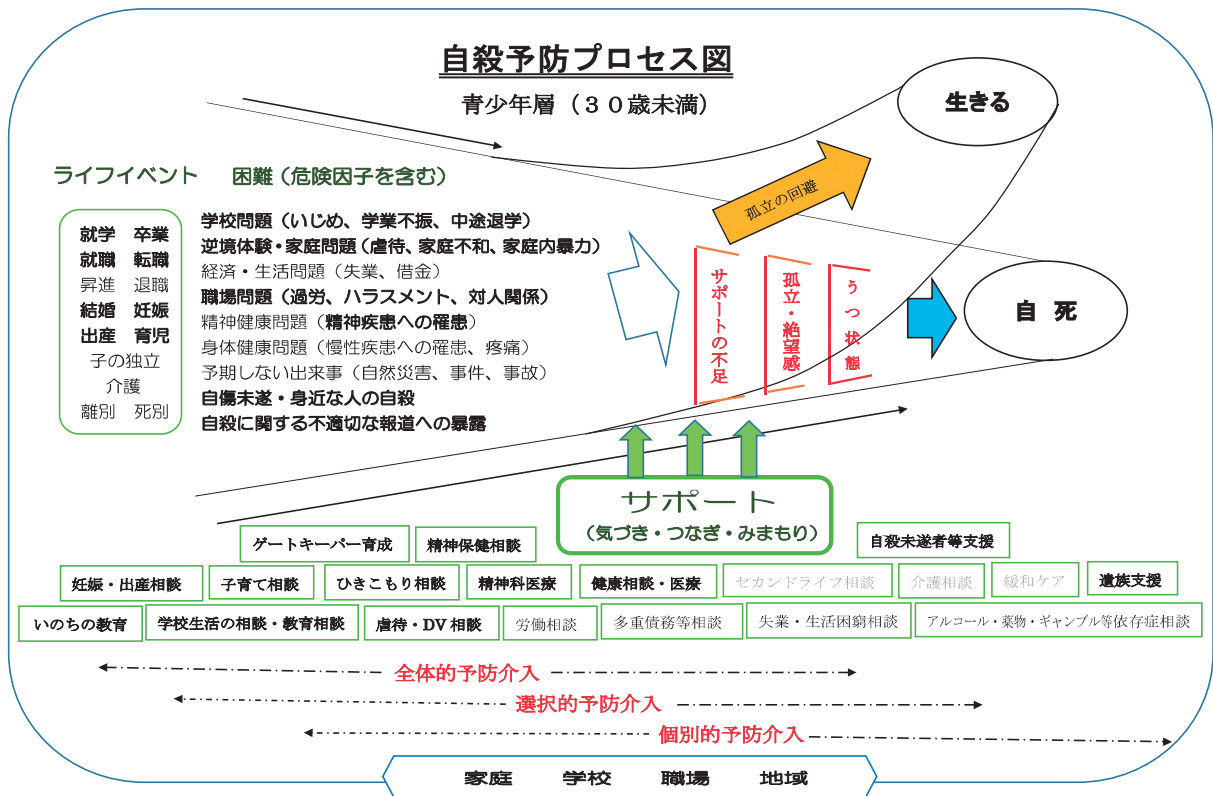 自殺予防プロセス図
青少年層（３０歳未満）
生きる
孤立の回避
ライフイベント　困難（危険因子を含む）
就学　卒業
就職　転職
昇進　退職
結婚　妊娠
出産　育児
子の独立
介護
離別　死別
学校問題（いじめ、学業不振、中途退学）
逆境体験・家庭問題（虐待、家庭不和、家庭内暴力）
経済・生活問題（失業、借金）
職場問題（過労、ハラスメント、対人関係）
精神健康問題（精神疾患への罹患）
身体健康問題（慢性疾患への罹患、疼痛）
予期しない出来事（自然災害、事件、事故）
自傷未遂・身近な人の自殺
自殺に関する不適切な報道への暴露
サポートの不足
孤立・絶望感
うつ状態
自 死
サポート
（気づき・つなぎ・みまもり）
ゲートキーパー育成
精神保健相談
自殺未遂者等支援
妊娠・出産相談
子育て相談
ひきこもり相談
精神科医療
健康相談・医療
セカンドライフ相談
介護相談
緩和ケア
遺族支援
いのちの教育
学校生活の相談・教育相談
虐待・DV 相談
労働相談
多重債務等相談
失業・生活困窮相談
アルコール・薬物・ギャンブル等依存症相談
全体的予防介入
選択的予防介入
個別的予防介入
家庭　学校　職場　地域